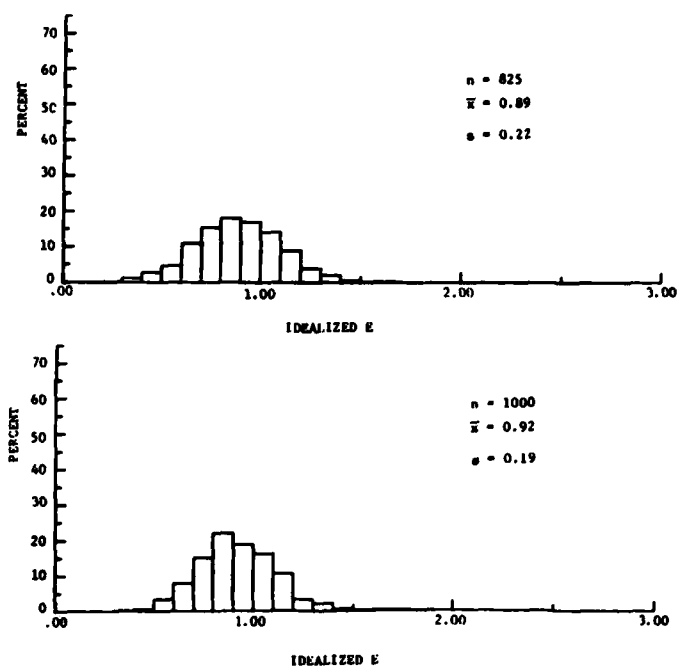 70
60
5C
40
30
20
10
0
PERCENT
n = 825
x̄ = 0.89
s = 0.22
.00 1.00 2.00 3.00
IDEALIZED E
70
60
50
40
30
20
10
0
PERCENT
n = 1000
x̄ = 0.92
s = 0.19
.00 1.00 2.00 3.00
IDEALIZED E